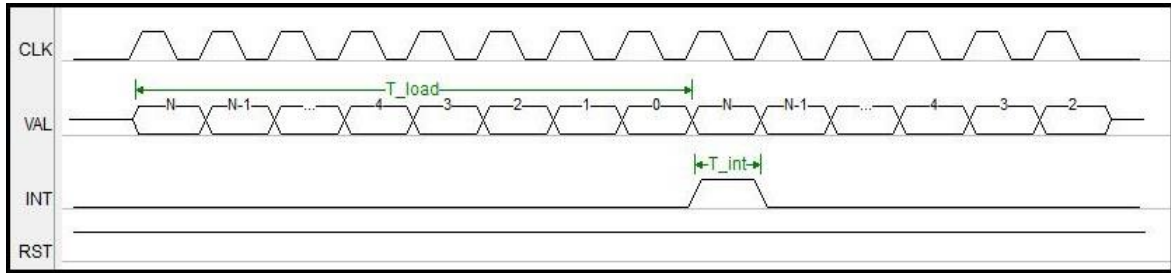 CLK
T_load
VAL N N-1 ... 4 3 2 1 0 N N-1 ... 4 3 2
T_int
INT
RST